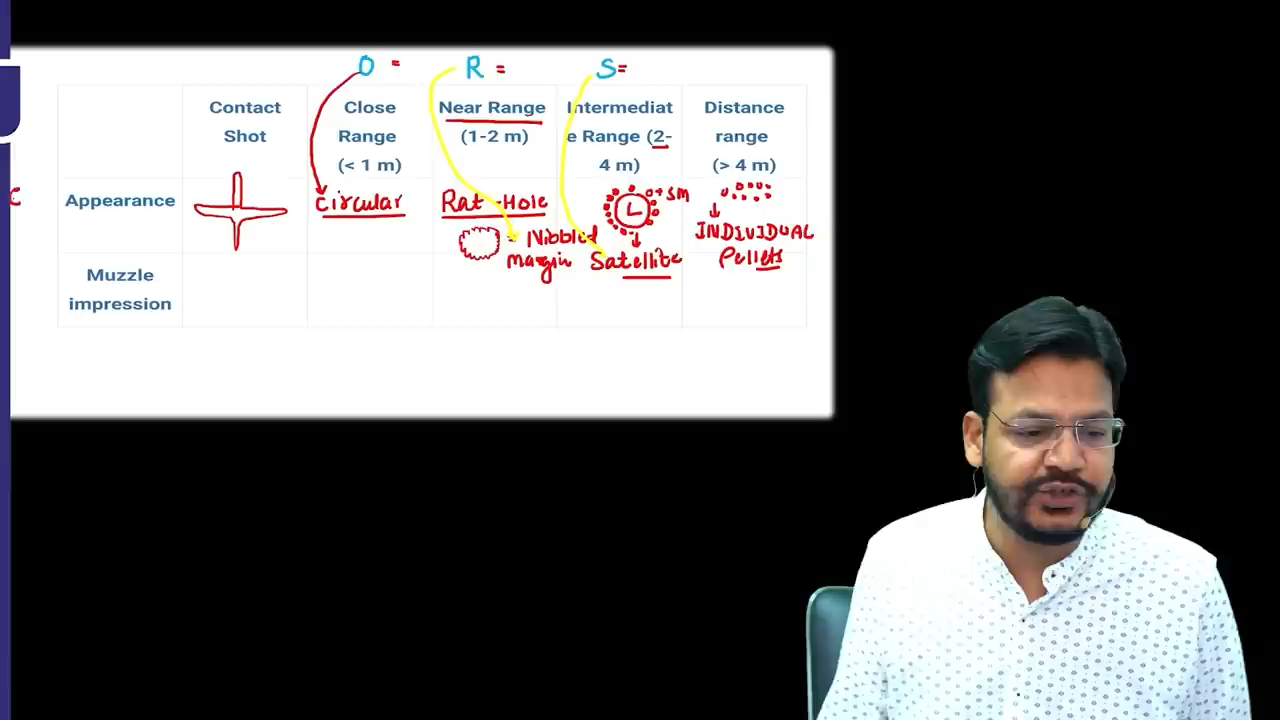 O = R = S=
Contact Shot
Close Range (< 1 m)
Near Range (1-2 m)
Intermediat e Range (2- 4 m)
Distance range (> 4 m)
Appearance
Circular
Rat-Hole
= Nibbled margin
L
SM
Satellite
INDIVIDUAL Pellets
Muzzle impression